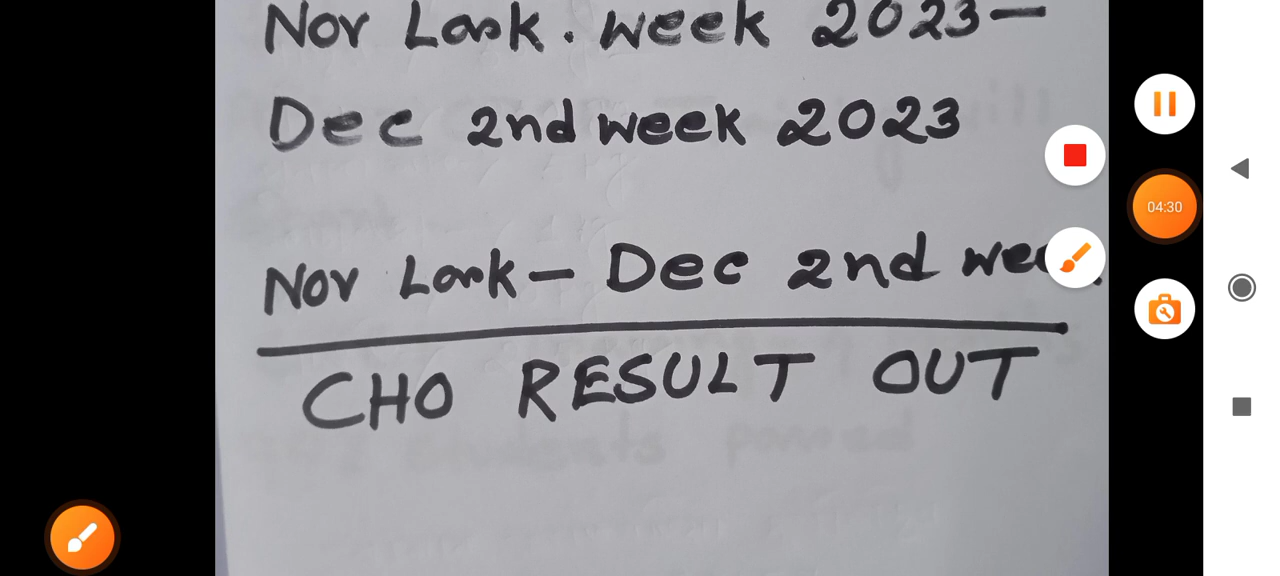 Nov Lask. week 2023-
Dec 2nd week 2023
Nov Lask - Dec 2nd wee
CHO RESULT OUT
04:30